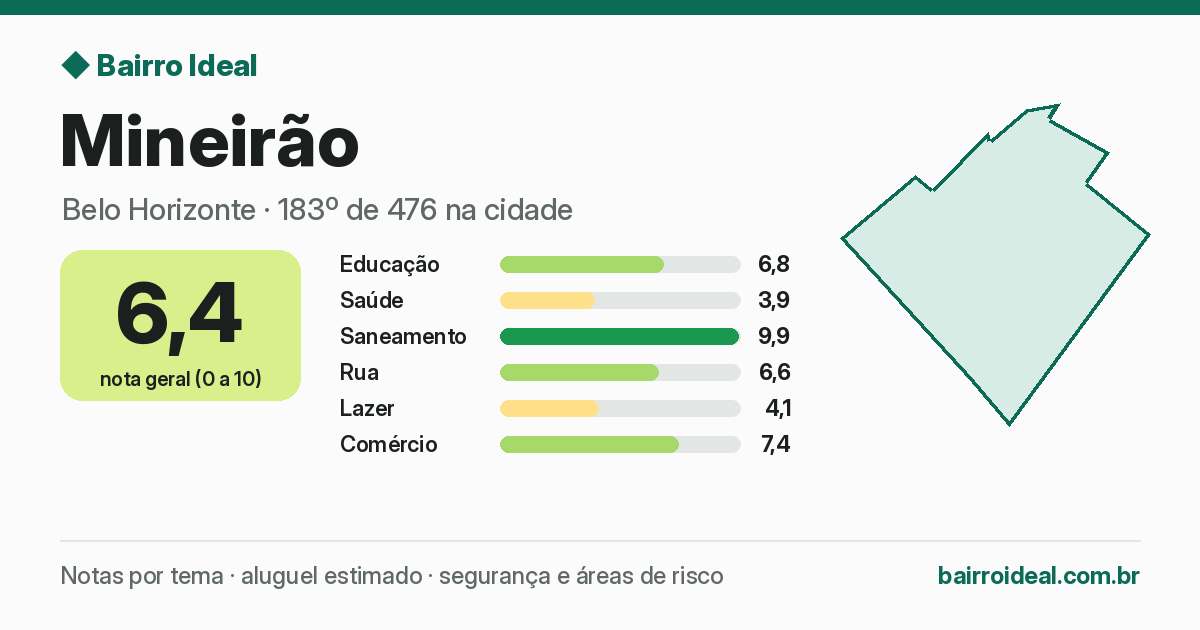 Bairro Ideal
Mineirão
Belo Horizonte · 183º de 476 na cidade
6,4
nota geral (0 a 10)
Educação 6,8
Saúde 3,9
Saneamento 9,9
Rua 6,6
Lazer 4,1
Comércio 7,4
Notas por tema · aluguel estimado · segurança e áreas de risco
bairroideal.com.br